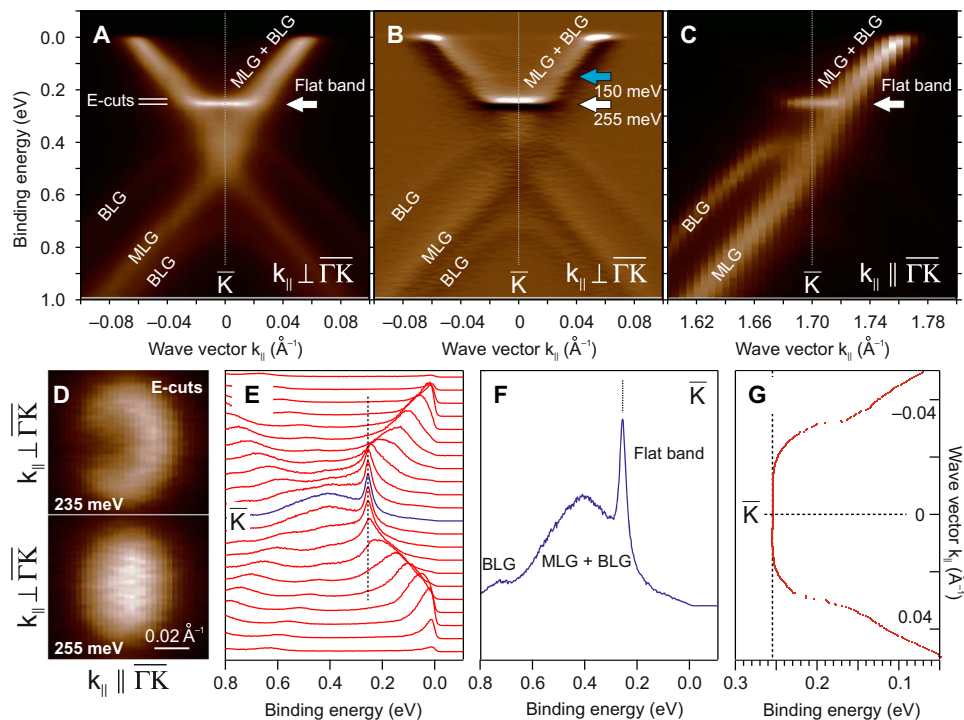 A
B
C
0.0
0.2
0.4
0.6
0.8
1.0
Binding energy (eV)
E-cuts
MLG + BLG
Flat band
BLG
MLG
BLG
K
k|| ⊥ ΓK
–0.08
–0.04
0
0.04
0.08
Wave vector k|| (Å⁻¹)
MLG + BLG
150 meV
255 meV
BLG
MLG
BLG
K
k|| ⊥ ΓK
–0.08
–0.04
0
0.04
0.08
Wave vector k|| (Å⁻¹)
Flat band
BLG
MLG
K
k|| || ΓK
1.62
1.66
1.70
1.74
1.78
Wave vector k|| (Å⁻¹)
D
E-cuts
k|| ⊥ ΓK
235 meV
k|| ⊥ ΓK
255 meV
0.02 Å⁻¹
k|| || ΓK
E
K
0.8
0.6
0.4
0.2
0.0
Binding energy (eV)
F
K
Flat band
BLG
MLG + BLG
0.8
0.6
0.4
0.2
0.0
Binding energy (eV)
G
–0.04
K
0
0.04
Wave vector k|| (Å⁻¹)
0.3
0.2
0.1
Binding energy (eV)